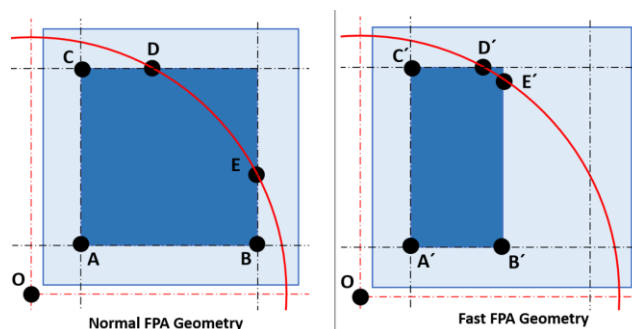 C D
E
A B
O
Normal FPA Geometry
C´ D´
E´
A´ B´
O
Fast FPA Geometry